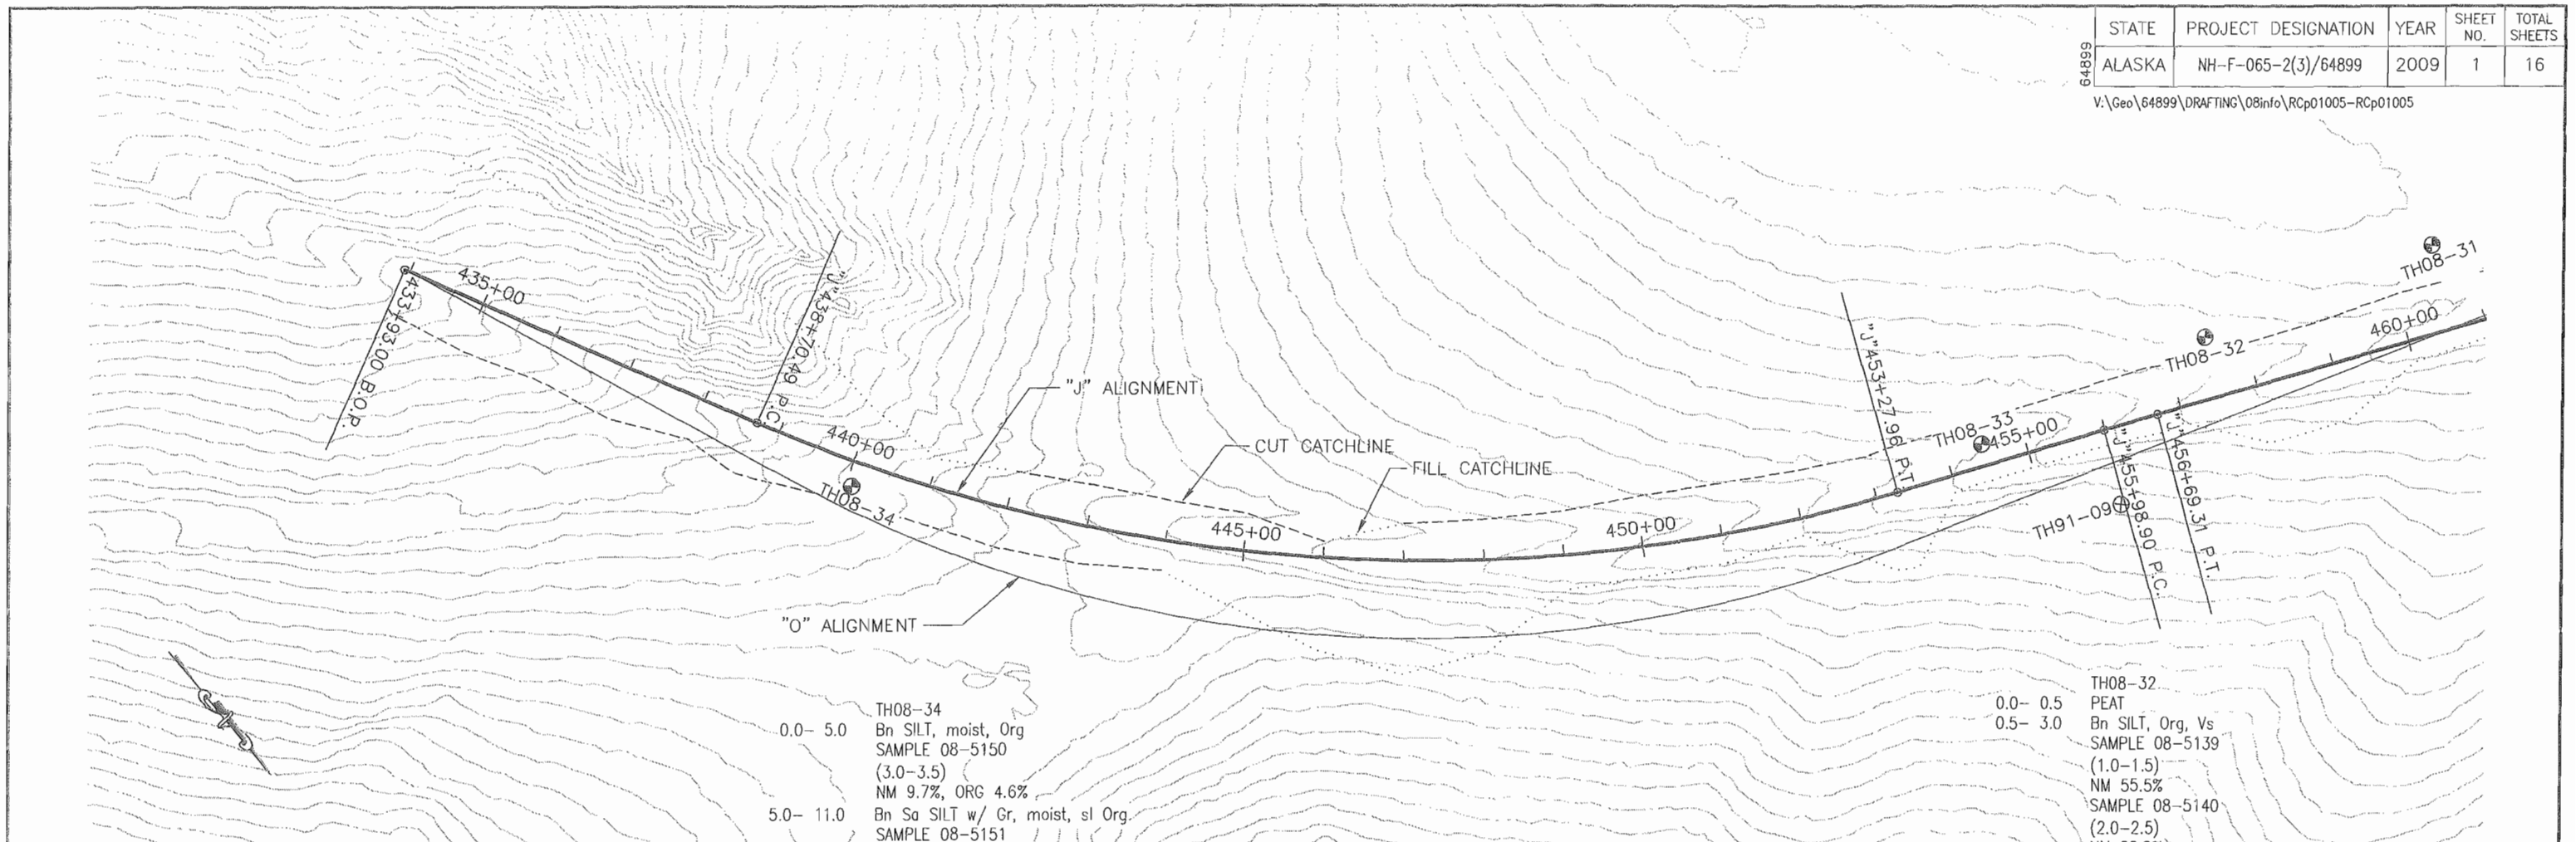 STATE PROJECT DESIGNATION YEAR SHEET NO. TOTAL SHEETS
64899
ALASKA NH-F-065-2(3)/64899 2009 1 16
V:\Geo\64899\DRAFTING\08info\RCp01005-RCp01005
433+93.00 B.O.P.
435+00
"J"438+70.49 P.C.
440+00
TH08-34
"J" ALIGNMENT
CUT CATCHLINE
FILL CATCHLINE
445+00
450+00
"O" ALIGNMENT
"J"453+27.96 P.T.
TH08-33
455+00
TH91-09
"J"455+98.90 P.C.
"J"456+69.31 P.T.
TH08-32
460+00
TH08-31
TH08-34
0.0- 5.0 Bn SILT, moist, Org
SAMPLE 08-5150
(3.0-3.5)
NM 9.7%, ORG 4.6%
5.0- 11.0 Bn Sa SILT w/ Gr, moist, sl Org.
SAMPLE 08-5151
TH08-32
0.0- 0.5 PEAT
0.5- 3.0 Bn SILT, Org, Vs
SAMPLE 08-5139
(1.0-1.5)
NM 55.5%
SAMPLE 08-5140
(2.0-2.5)